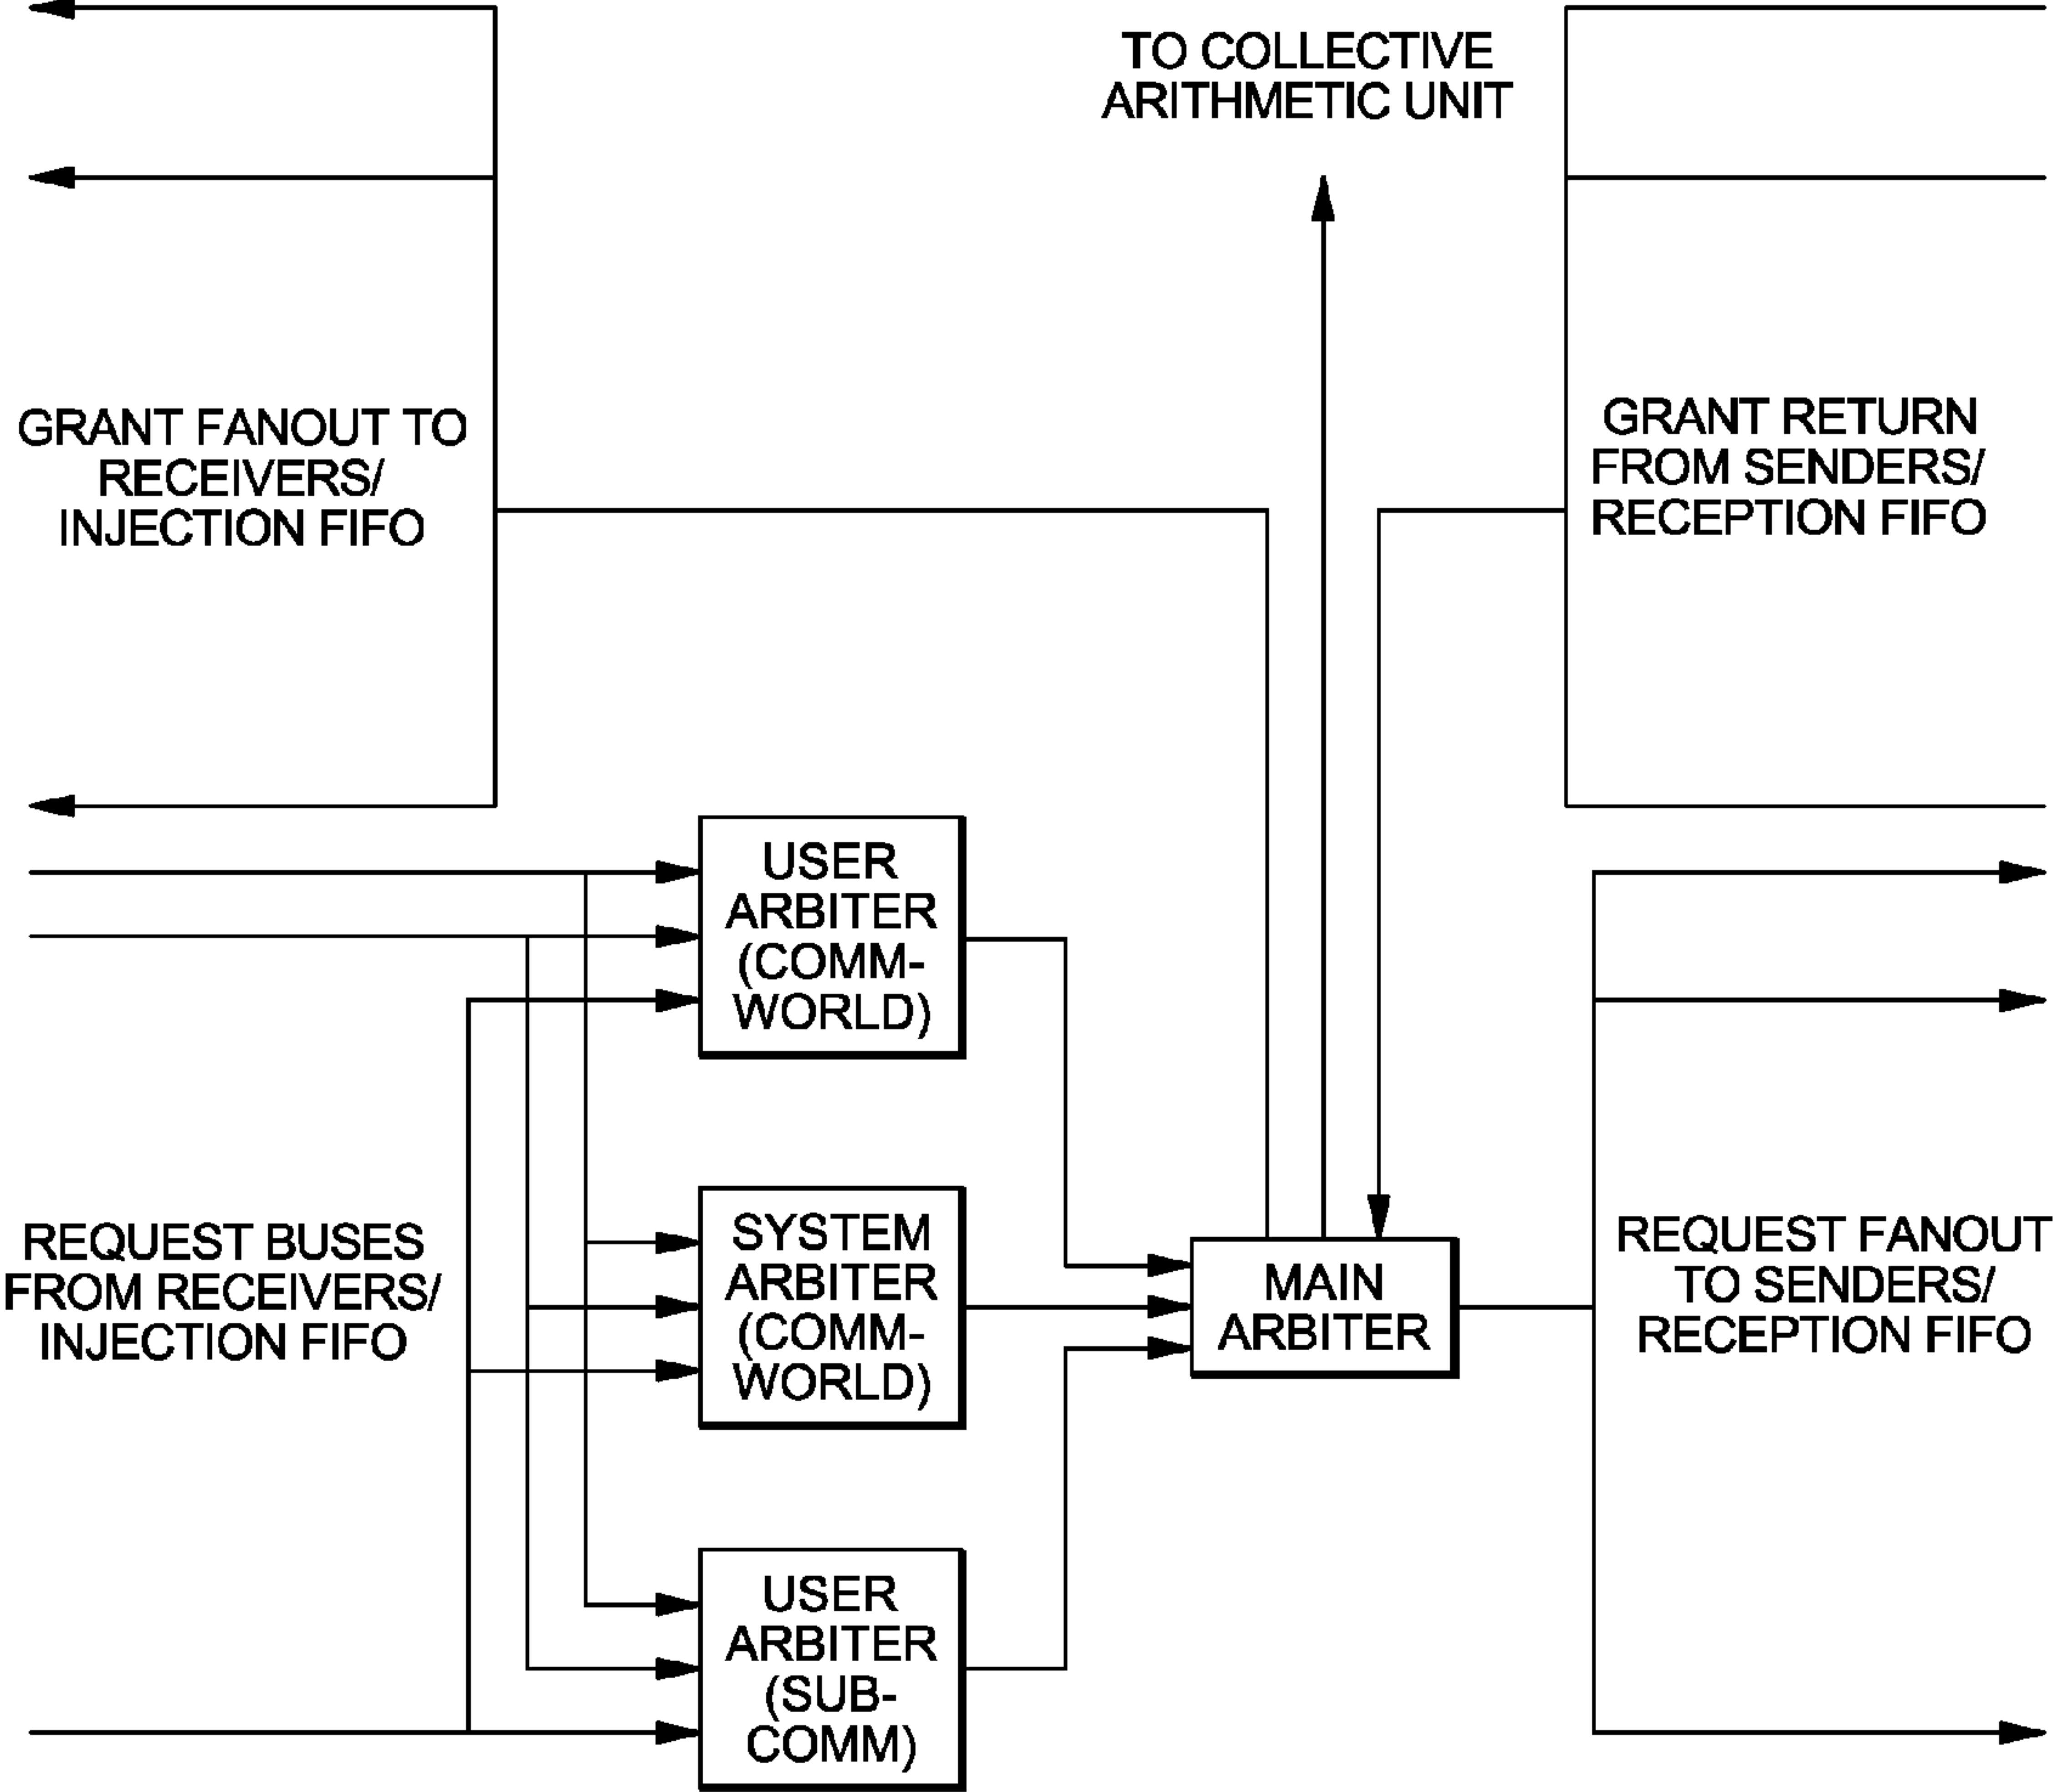 TO COLLECTIVE
ARITHMETIC UNIT
GRANT FANOUT TO
RECEIVERS/
INJECTION FIFO
GRANT RETURN
FROM SENDERS/
RECEPTION FIFO
USER
ARBITER
(COMM-
WORLD)
REQUEST BUSES
FROM RECEIVERS/
INJECTION FIFO
SYSTEM
ARBITER
(COMM-
WORLD)
MAIN
ARBITER
REQUEST FANOUT
TO SENDERS/
RECEPTION FIFO
USER
ARBITER
(SUB-
COMM)